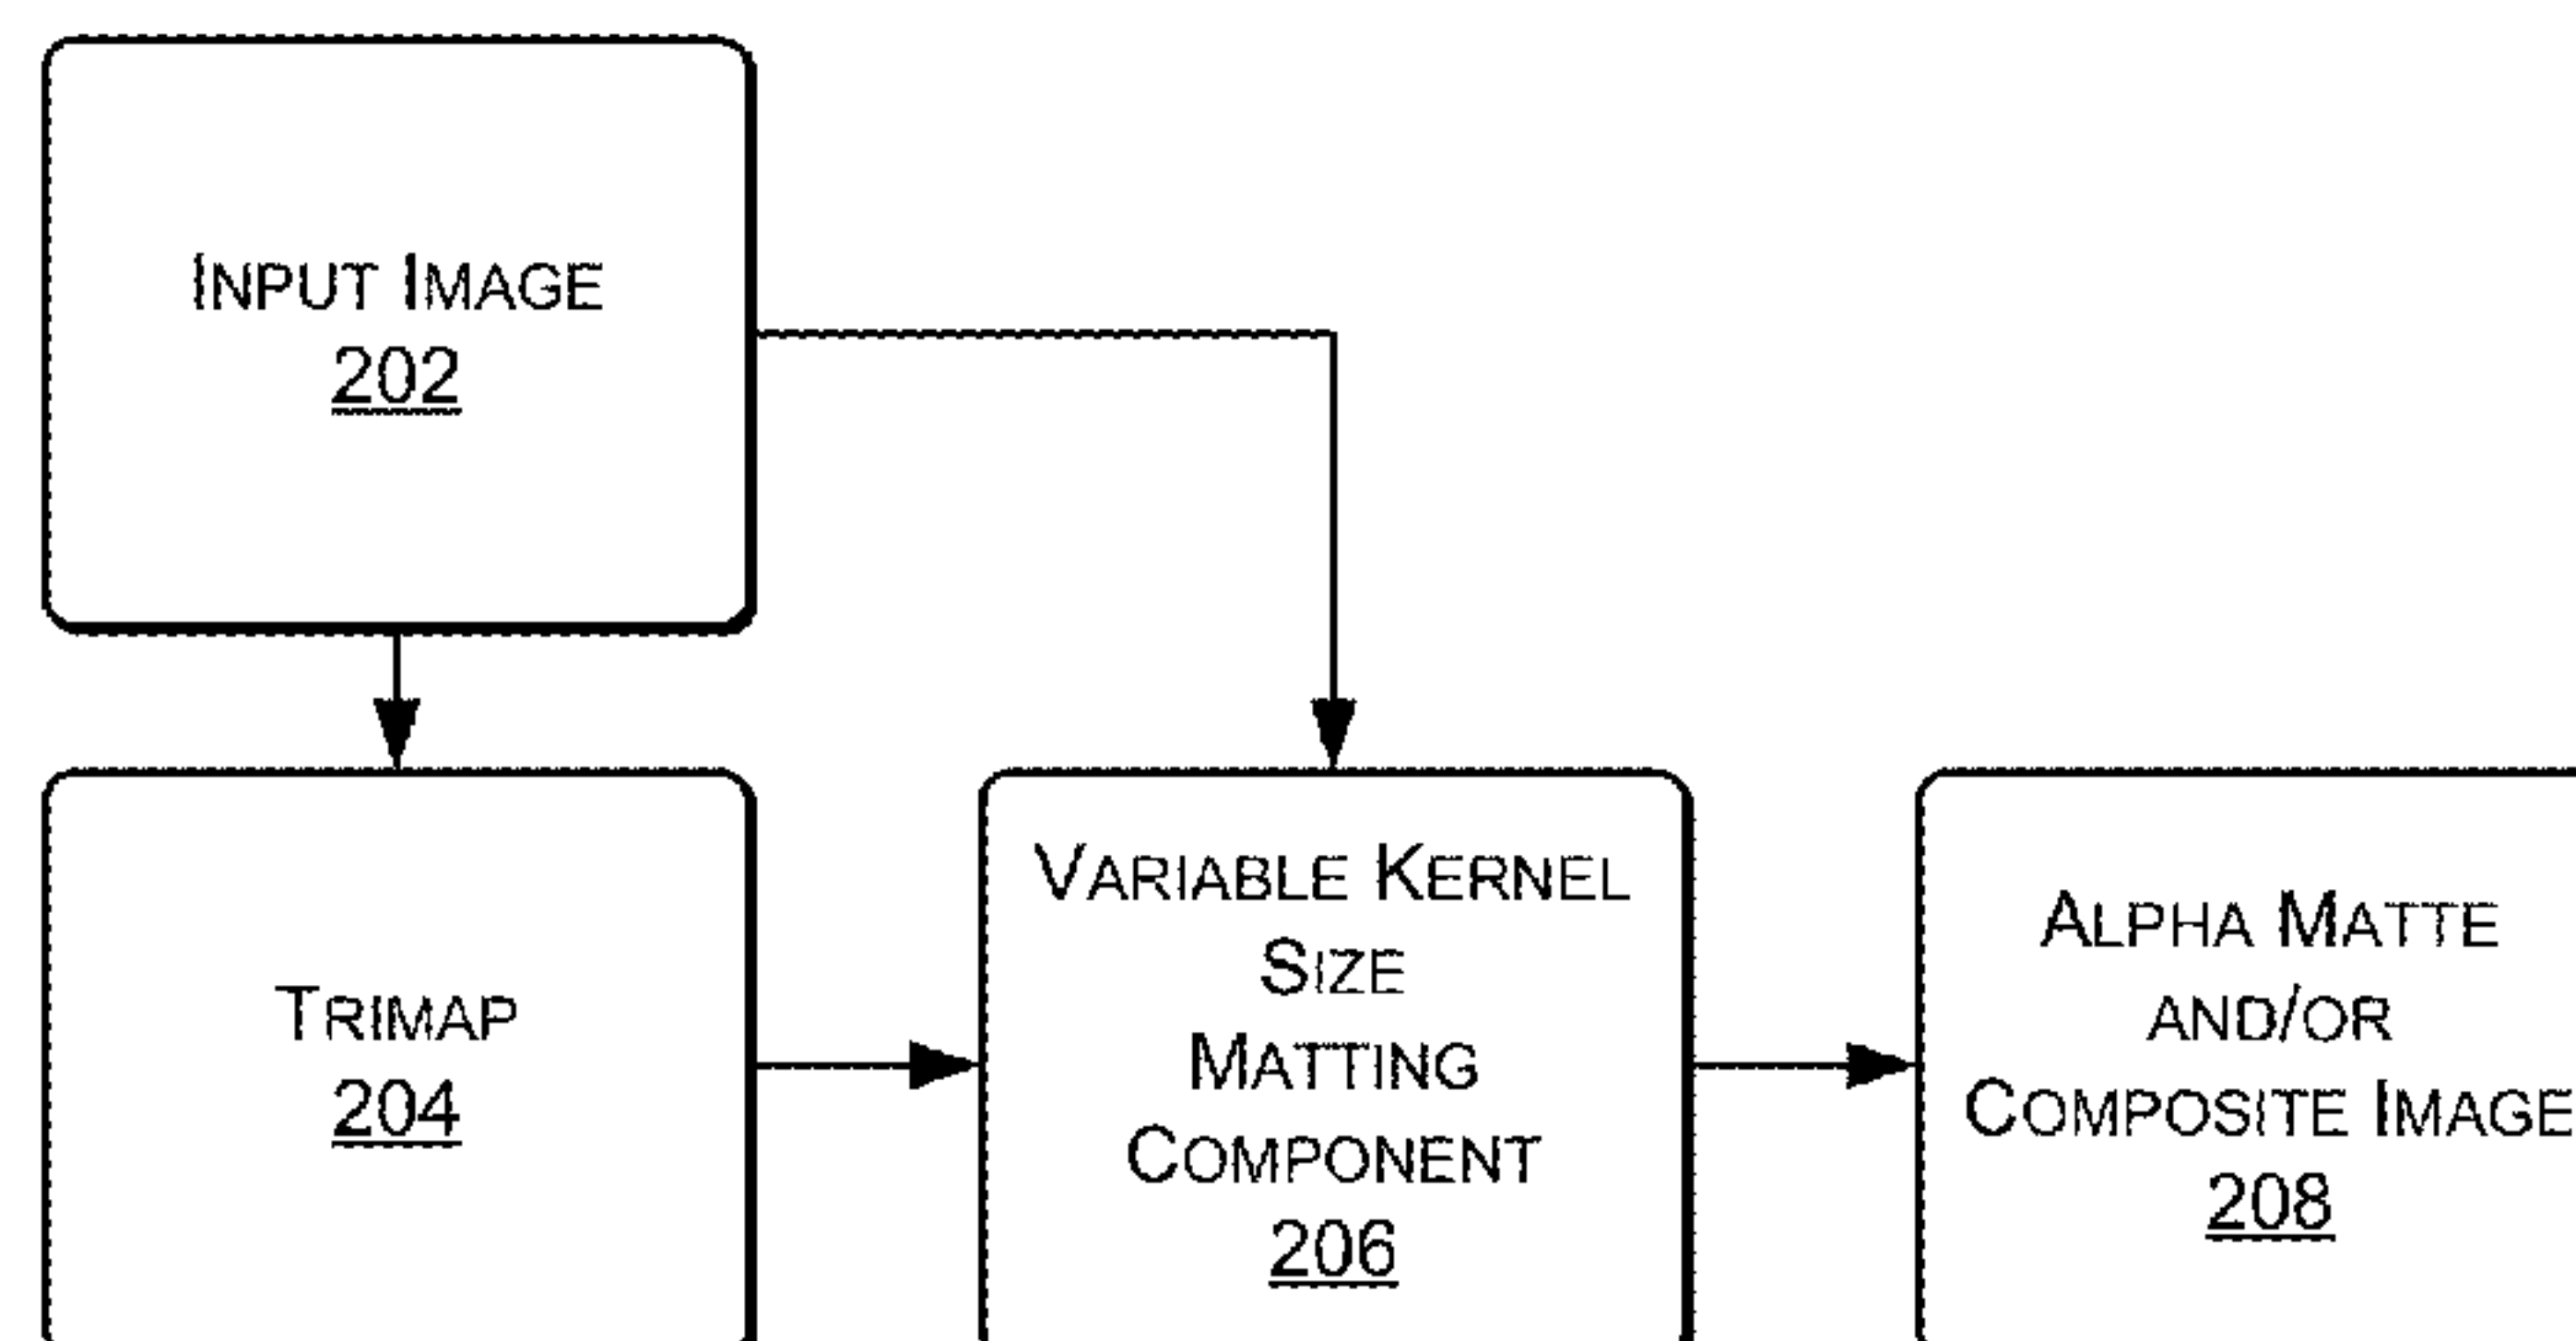 INPUT IMAGE
202
TRIMAP
204
VARIABLE KERNEL
SIZE
MATTING
COMPONENT
206
ALPHA MATTE
AND/OR
COMPOSITE IMAGE
208